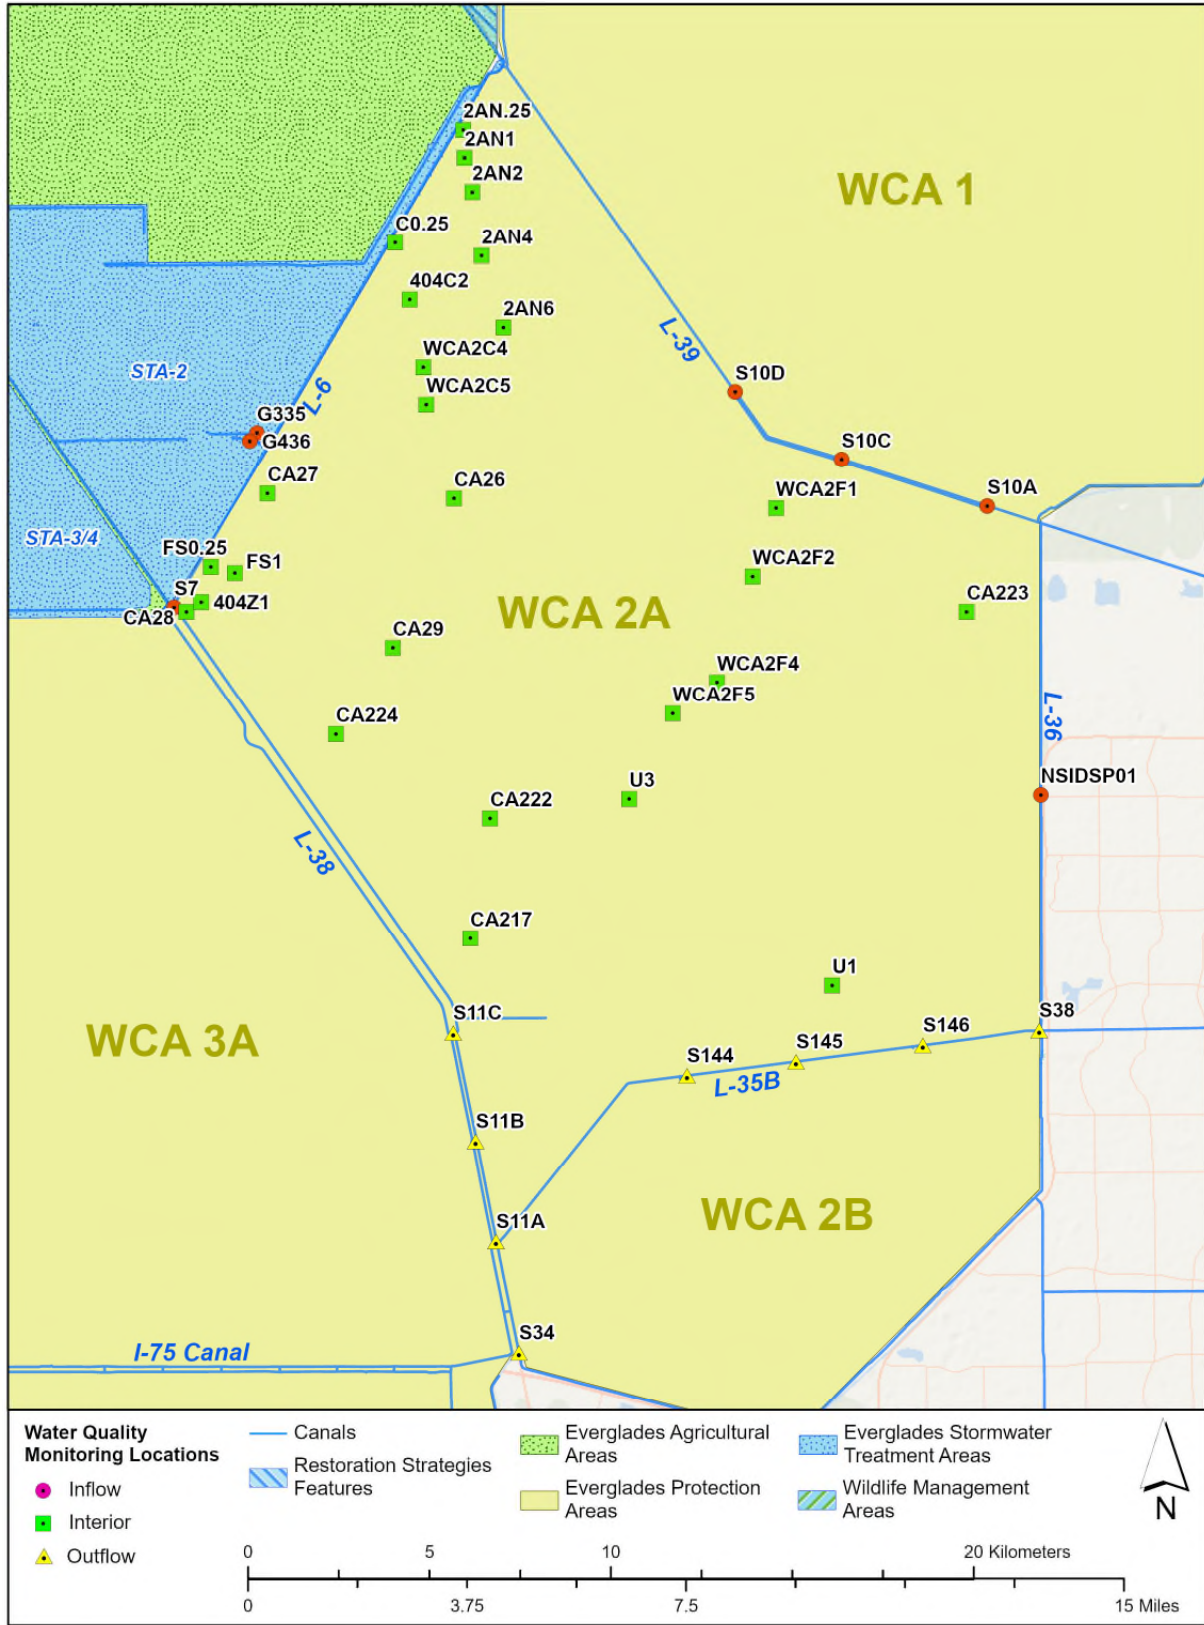 2AN.25
2AN1
2AN2
WCA 1
C0.25
2AN4
404C2
2AN6
L-39
WCA2C4
STA-2
S10D
L-6
WCA2C5
G335
G436
S10C
CA27
CA26
WCA2F1
S10A
STA-3/4
FS0.25
FS1
WCA2F2
S7
404Z1
CA28
WCA 2A
CA223
CA29
WCA2F4
WCA2F5
L-36
CA224
NSIDSP01
U3
CA222
L-38
CA217
U1
WCA 3A
S11C
S38
S146
S145
S144
L-35B
S11B
WCA 2B
S11A
S34
I-75 Canal
Water Quality
Monitoring Locations
Inflow
Interior
Outflow
Canals
Restoration Strategies
Features
Everglades Agricultural
Areas
Everglades Protection
Areas
Everglades Stormwater
Treatment Areas
Wildlife Management
Areas
N
0 5 10 20 Kilometers
0 3.75 7.5 15 Miles